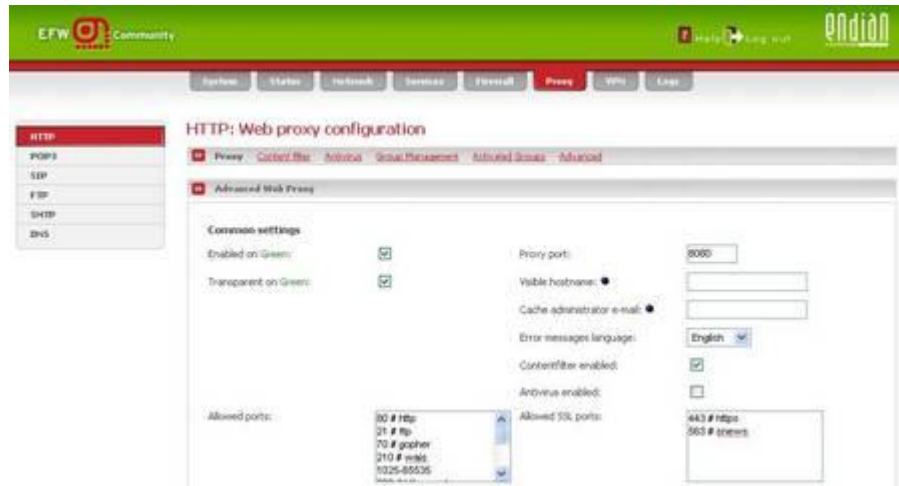 EFW Community
Help Log out
endian
System Status Network Services Firewall Proxy VPN Logs
HTTP
POP3
SIP
FTP
SMTP
DNS
HTTP: Web proxy configuration
Proxy Content filter Antivirus Group Management Activated Groups Advanced
Advanced Web Proxy
Common settings
Enabled on Green:
Proxy port: 8080
Transparent on Green:
Visible hostname:
Cache administrator e-mail:
Error messages language: English
Contentfilter enabled:
Antivirus enabled:
Allowed ports:
80 # http
21 # ftp
70 # gopher
210 # wais
1025-65535
Allowed SSL ports:
443 # https
563 # snews